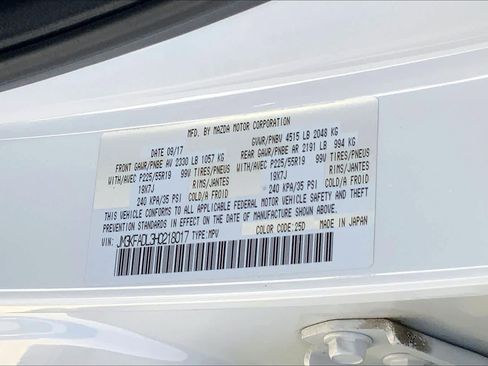 MFD. BY MAZDA MOTOR CORPORATION
DATE 09/17 GVWR/PNBV 4515 LB 2048 KG
FRONT GAWR/PNBE AV 2330 LB 1057 KG REAR GAWR/PNBE AR 2191 LB 994 KG
WITH/AVEC P225/55R19 99V TIRES/PNEUS WITH/AVEC P225/55R19 99V TIRES/PNEUS
19X7J RIMS/JANTES 19X7J RIMS/JANTES
240 KPA/35 PSI COLD/A FROID 240 KPA/35 PSI COLD/A FROID
THIS VEHICLE CONFORMS TO ALL APPLICABLE FEDERAL MOTOR VEHICLE SAFETY AND THEFT
PREVENTION STANDARDS IN EFFECT ON THE DATE OF MANUFACTURE SHOWN ABOVE.
COLOR CODE:25D MADE IN JAPAN
VIN: JM3KFADL3H0218017 TYPE:MPV